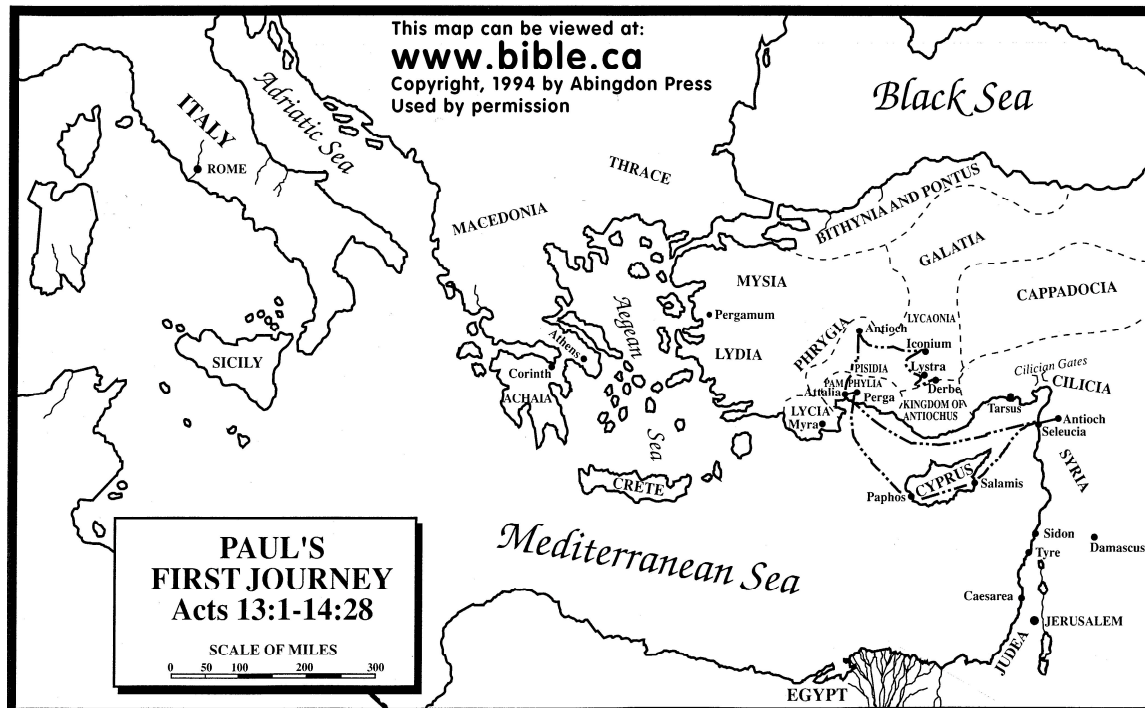 This map can be viewed at:
www.bible.ca
Copyright, 1994 by Abingdon Press
Used by permission
Black Sea
Adriatic Sea
ITALY
ROME
THRACE
MACEDONIA
BITHYNIA AND PONTUS
GALATIA
CAPPADOCIA
MYSIA
Pergamum
LYDIA
PHRYGIA
Antioch
LYCAONIA
Iconium
PISIDIA
Lystra
Derbe
Cilician Gates
CILICIA
PAMPHYLIA
Attalia
Perga
KINGDOM OF
ANTIOCHUS
Tarsus
LYCIA
Myra
Antioch
Seleucia
SYRIA
Aegean
Sea
Athens
Corinth
ACHAIA
SICILY
CRETE
CYPRUS
Paphos
Salamis
Mediterranean Sea
Sidon
Damascus
Tyre
Caesarea
JERUSALEM
JUDEA
EGYPT
PAUL'S
FIRST JOURNEY
Acts 13:1-14:28
SCALE OF MILES
0 50 100 200 300